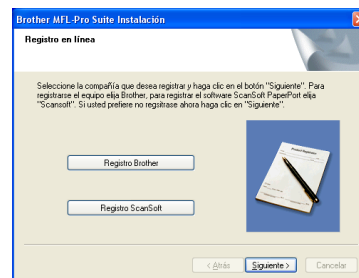 Brother MFL-Pro Suite Instalación
Registro en línea
Seleccione la compañía que desea registrar y haga clic en el botón "Siguiente". Para
registrarse el equipo elija Brother, para registrar el software ScanSoft PaperPort elija
"Scansoft". Si usted prefiere no regsitrase ahora haga clic en "Siguiente".
Registro Brother
Registro ScanSoft
< Atrás
Siguiente >
Cancelar